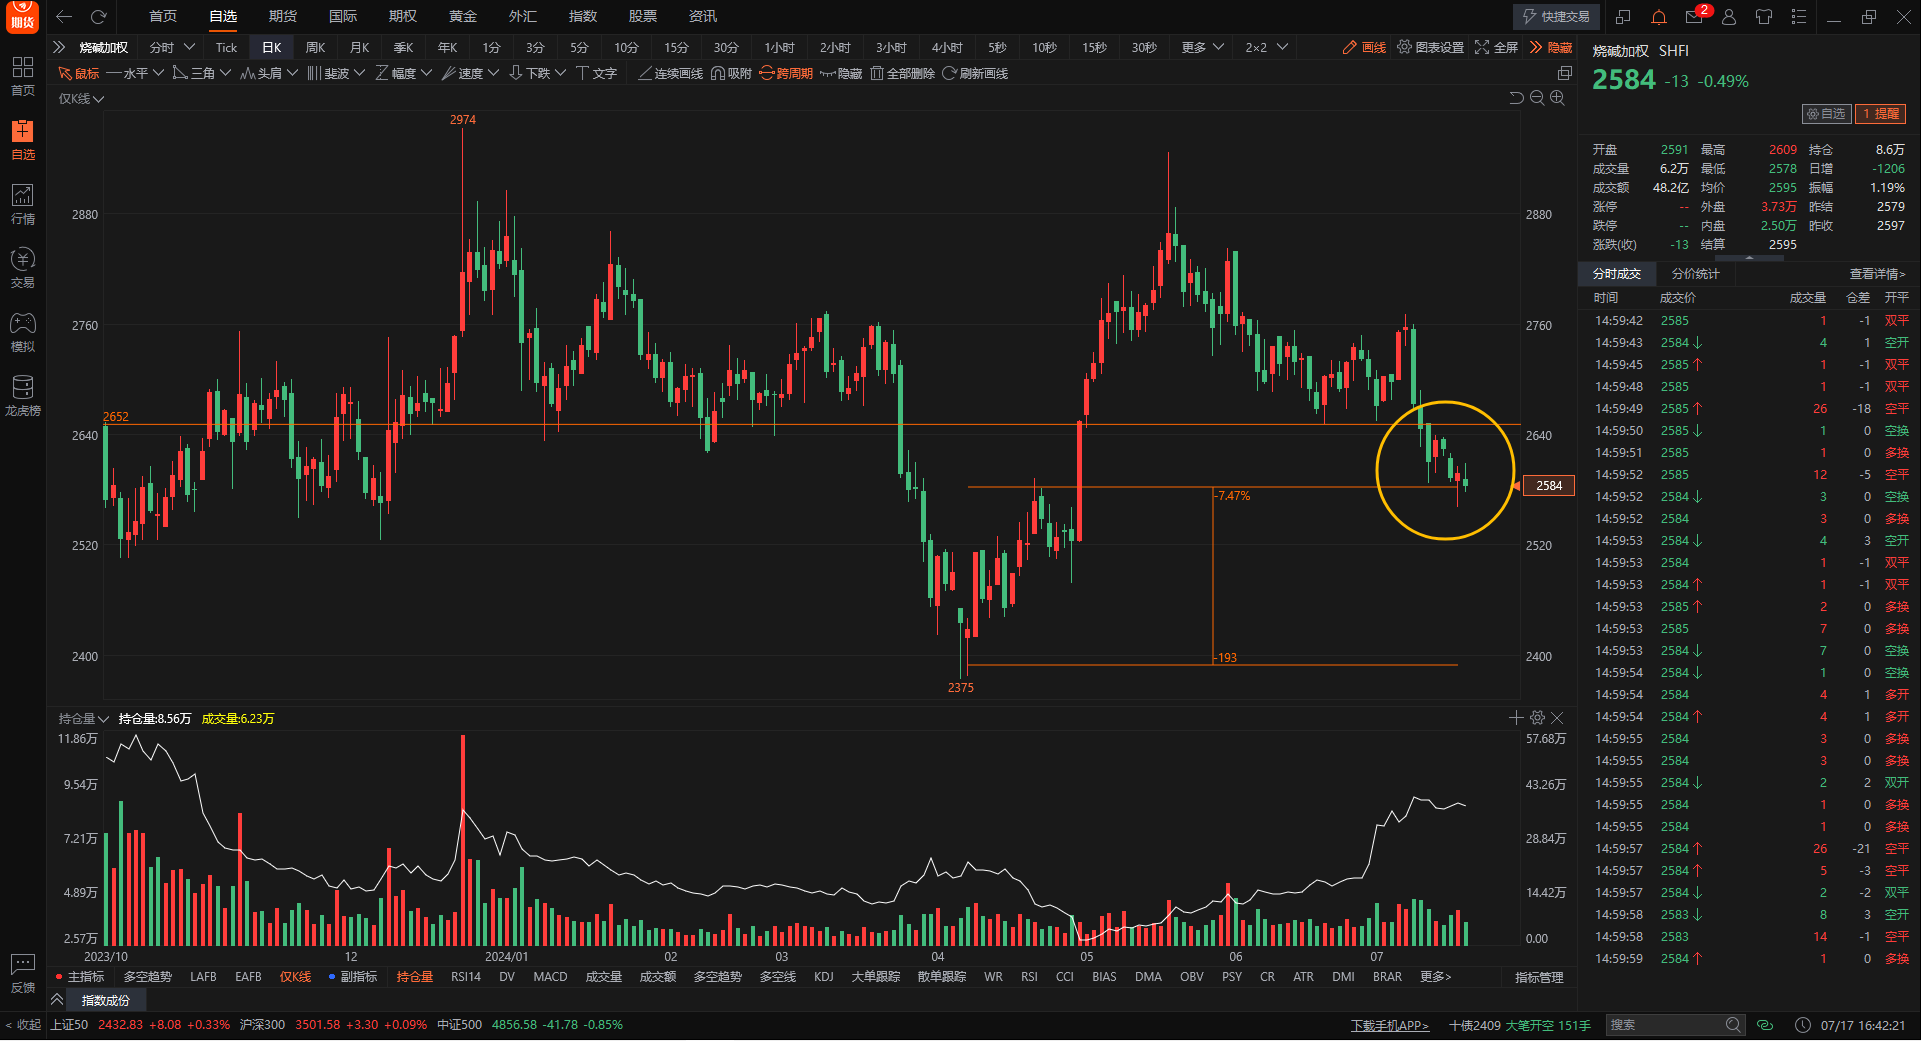 期货
首页 自选 期货 国际 期权 黄金 外汇 指数 股票 资讯
快捷交易 2
烧碱加权 分时 Tick 日K 周K 月K 季K 年K 1分 3分 5分 10分 15分 30分 1小时 2小时 3小时 4小时 5秒 10秒 15秒 30秒 更多 2×2 画线 图表设置 全屏 隐藏
鼠标 水平 三角 头肩 斐波 幅度 速度 下跌 文字 连续画线 吸附 跨周期 隐藏 全部删除 刷新画线
首页
自选
行情
交易
模拟
龙虎榜
反馈
< 收起
仅K线
2974
2880 2880
2760 2760
2652
2640 2640
2584
-7.47%
2520 2520
2400 -193 2400
2375
持仓量 持仓量:8.56万 成交量:6.23万
11.86万 57.68万
9.54万 43.26万
7.21万 28.84万
4.89万 14.42万
2.57万 0.00
2023/10 12 2024/01 02 03 04 05 06 07
主指标 多空趋势 LAFB EAFB 仅K线 副指标 持仓量 RSI14 DV MACD 成交量 成交额 多空趋势 多空线 KDJ 大单跟踪 散单跟踪 WR RSI CCI BIAS DMA OBV PSY CR ATR DMI BRAR 更多> 指标管理
指数成份
烧碱加权 SHFI
2584 -13 -0.49%
自选 1 提醒
开盘 2591 最高 2609 持仓 8.6万
成交量 6.2万 最低 2578 日增 -1206
成交额 48.2亿 均价 2595 振幅 1.19%
涨停 -- 外盘 3.73万 昨结 2579
跌停 -- 内盘 2.50万 昨收 2597
涨跌(收) -13 结算 2595
分时成交 分价统计 查看详情>
时间 成交价 成交量 仓差 开平
14:59:42 2585 1 -1 双平
14:59:43 2584↓ 4 1 空开
14:59:45 2585↑ 1 -1 双平
14:59:48 2585 1 -1 双平
14:59:49 2585↑ 26 -18 空平
14:59:50 2585↓ 1 0 空换
14:59:51 2585 1 0 多换
14:59:52 2585 12 -5 空平
14:59:52 2584↓ 3 0 空换
14:59:52 2584 3 0 多换
14:59:53 2584↓ 4 3 空开
14:59:53 2584 1 -1 双平
14:59:53 2584↑ 1 -1 双平
14:59:53 2585↑ 2 0 多换
14:59:53 2585 7 0 多换
14:59:53 2584↓ 7 0 空换
14:59:54 2584↓ 1 0 空换
14:59:54 2584 4 1 多开
14:59:54 2584↑ 4 1 多开
14:59:55 2584 3 0 多换
14:59:55 2584 3 0 多换
14:59:55 2584↓ 2 2 双开
14:59:55 2584 1 0 多换
14:59:55 2584 1 0 多换
14:59:57 2584↑ 26 -21 空平
14:59:57 2584↑ 5 -3 空平
14:59:57 2584↓ 2 -2 双平
14:59:58 2583↓ 8 3 空开
14:59:58 2583 14 -1 空平
14:59:59 2584↑ 1 0 多换
上证50 2432.83 +8.08 +0.33% 沪深300 3501.58 +3.30 +0.09% 中证500 4856.58 -41.78 -0.85% 下载手机APP> 十债2409 大笔开空 151手 搜索 07/17 16:42:21